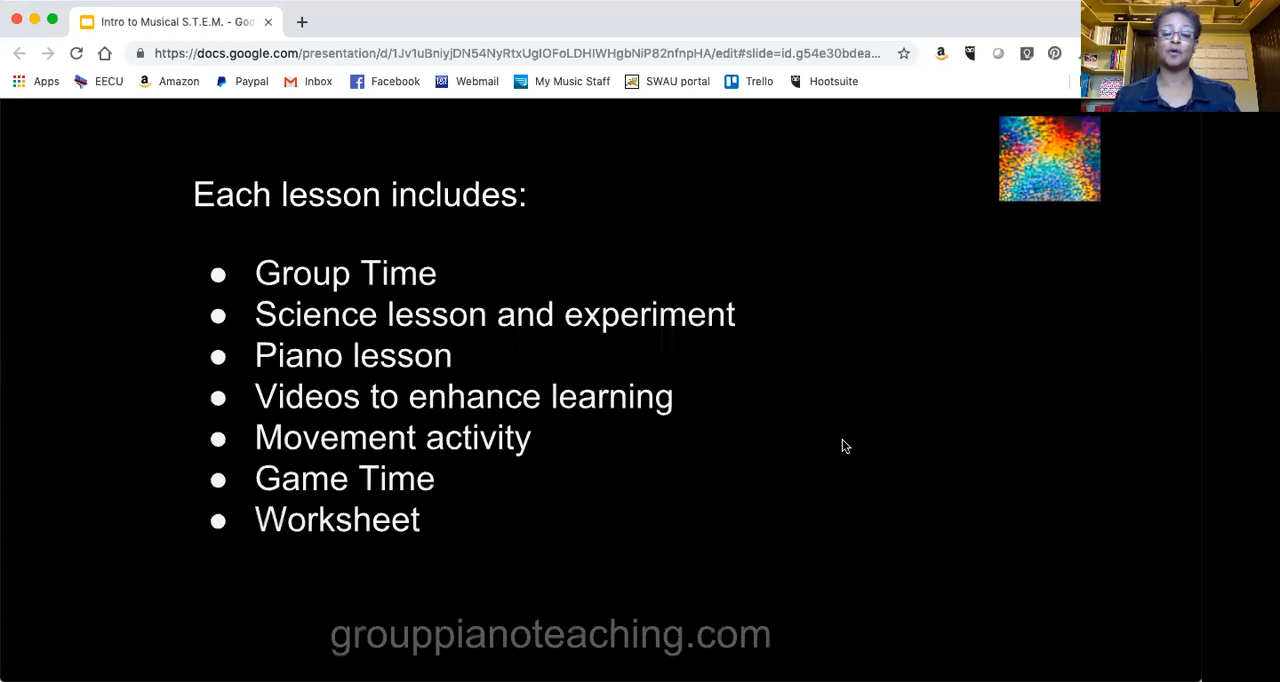 Intro to Musical S.T.E.M. - Goo
https://docs.google.com/presentation/d/1Jv1uBniyjDN54NyRtxUgIOFoLDHIWHgbNiP82nfnpHA/edit#slide=id.g54e30bdea...
Apps EECU Amazon Paypal Inbox Facebook Webmail My Music Staff SWAU portal Trello Hootsuite
Each lesson includes:
● Group Time
● Science lesson and experiment
● Piano lesson
● Videos to enhance learning
● Movement activity
● Game Time
● Worksheet
grouppianoteaching.com